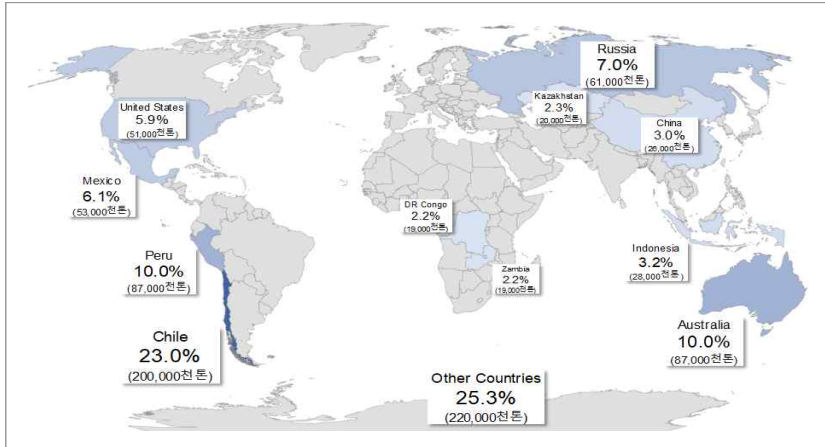 Russia
7.0%
(61,000천톤)
Kazakhstan
2.3%
(20,000천톤)
United States
5.9%
(51,000천톤)
China
3.0%
(26,000천톤)
Mexico
6.1%
(53,000천톤)
DR Congo
2.2%
(19,000천톤)
Peru
10.0%
(87,000천톤)
Zambia
2.2%
(19,000천톤)
Indonesia
3.2%
(28,000천톤)
Chile
23.0%
(200,000천톤)
Australia
10.0%
(87,000천톤)
Other Countries
25.3%
(220,000천톤)